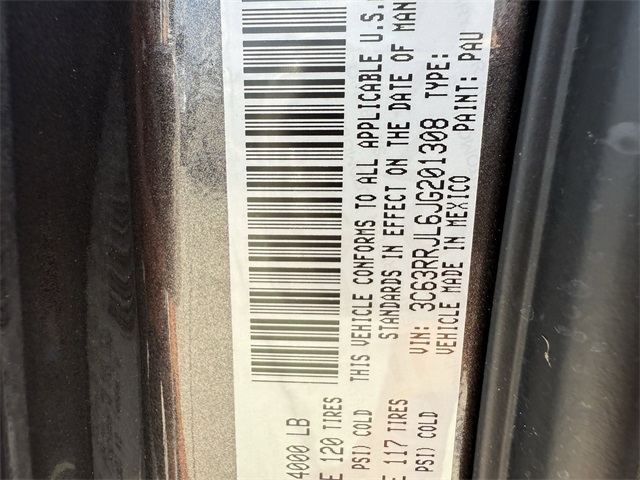 4000 LB
E 120 TIRES
PSI) COLD THIS VEHICLE CONFORMS TO ALL APPLICABLE U.S.
STANDARDS IN EFFECT ON THE DATE OF MAN
E 117 TIRES VIN: 3C63RRJL6JG201308 TYPE:
PSI) COLD VEHICLE MADE IN MEXICO PAINT: PAU